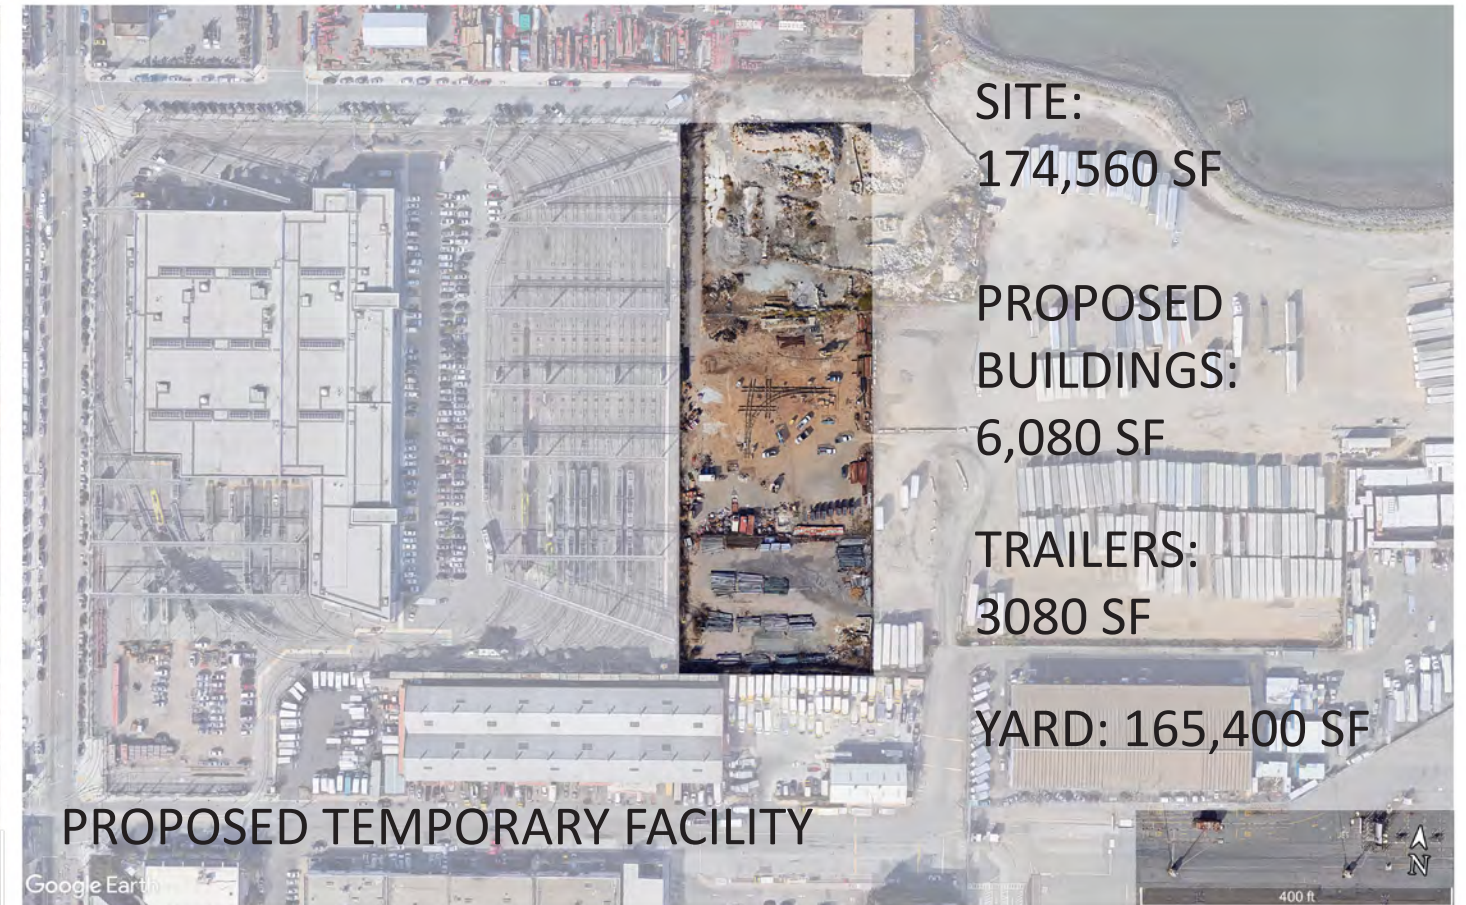 SITE:
174,560 SF
PROPOSED
BUILDINGS:
6,080 SF
TRAILERS:
3080 SF
YARD: 165,400 SF
PROPOSED TEMPORARY FACILITY
Google Earth
N
400 ft